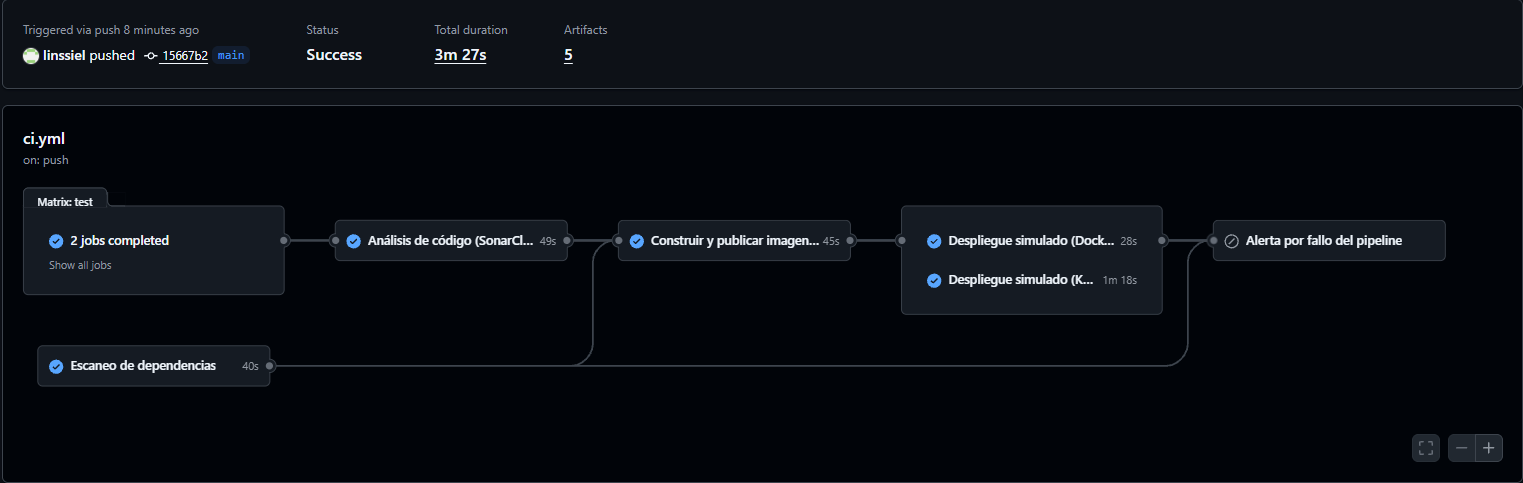 Triggered via push 8 minutes ago
linssiel pushed 15667b2 main
Status
Success
Total duration
3m 27s
Artifacts
5
ci.yml
on: push
Matrix: test
2 jobs completed
Show all jobs
Análisis de código (SonarCl... 49s
Construir y publicar imagen... 45s
Despliegue simulado (Dock... 28s
Despliegue simulado (K... 1m 18s
Alerta por fallo del pipeline
Escaneo de dependencias 40s